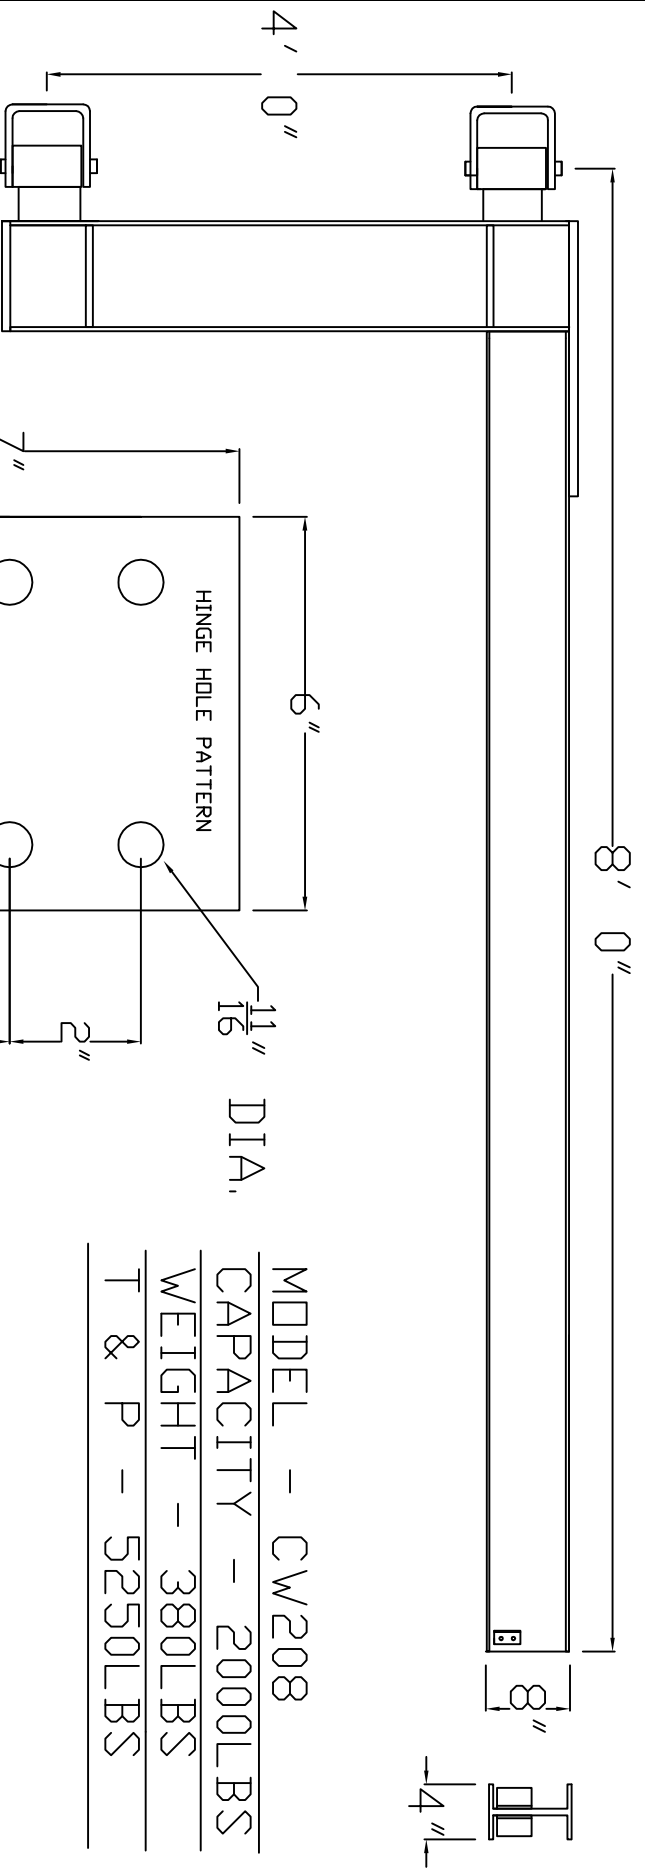 8' 0"
4' 0"
8"
4"
HINGE HOLE PATTERN
6"
7"
2"
11/16" DIA.
MODEL - CW208
CAPACITY - 2000LBS
WEIGHT - 380LBS
T & P - 5250LBS